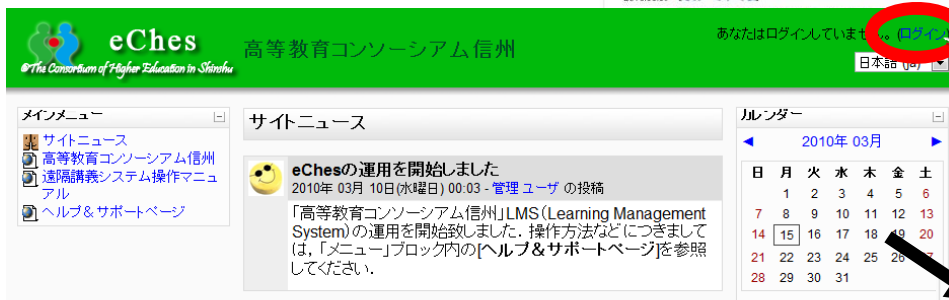 eChes
®The Consortium of Higher Education in Shinshu
高等教育コンソーシアム信州
あなたはログインしていません。(ログイン
日本語 (ja)
メインメニュー
サイトニュース
高等教育コンソーシアム信州
遠隔講義システム操作マニュ
アル
ヘルプ&サポートページ
サイトニュース
eChesの運用を開始しました
2010年 03月 10日(水曜日) 00:03 - 管理 ユーザ の投稿
「高等教育コンソーシアム信州」LMS(Learning Management
System)の運用を開始致しました．操作方法などにつきまして
は，「メニュー」ブロック内の[ヘルプ&サポートページ]を参照
してください．
カレンダー
◄ 2010年 03月 ►
日 月 火 水 木 金 土
1 2 3 4 5 6
7 8 9 10 11 12 13
14 15 16 17 18 19 20
21 22 23 24 25 26 27
28 29 30 31